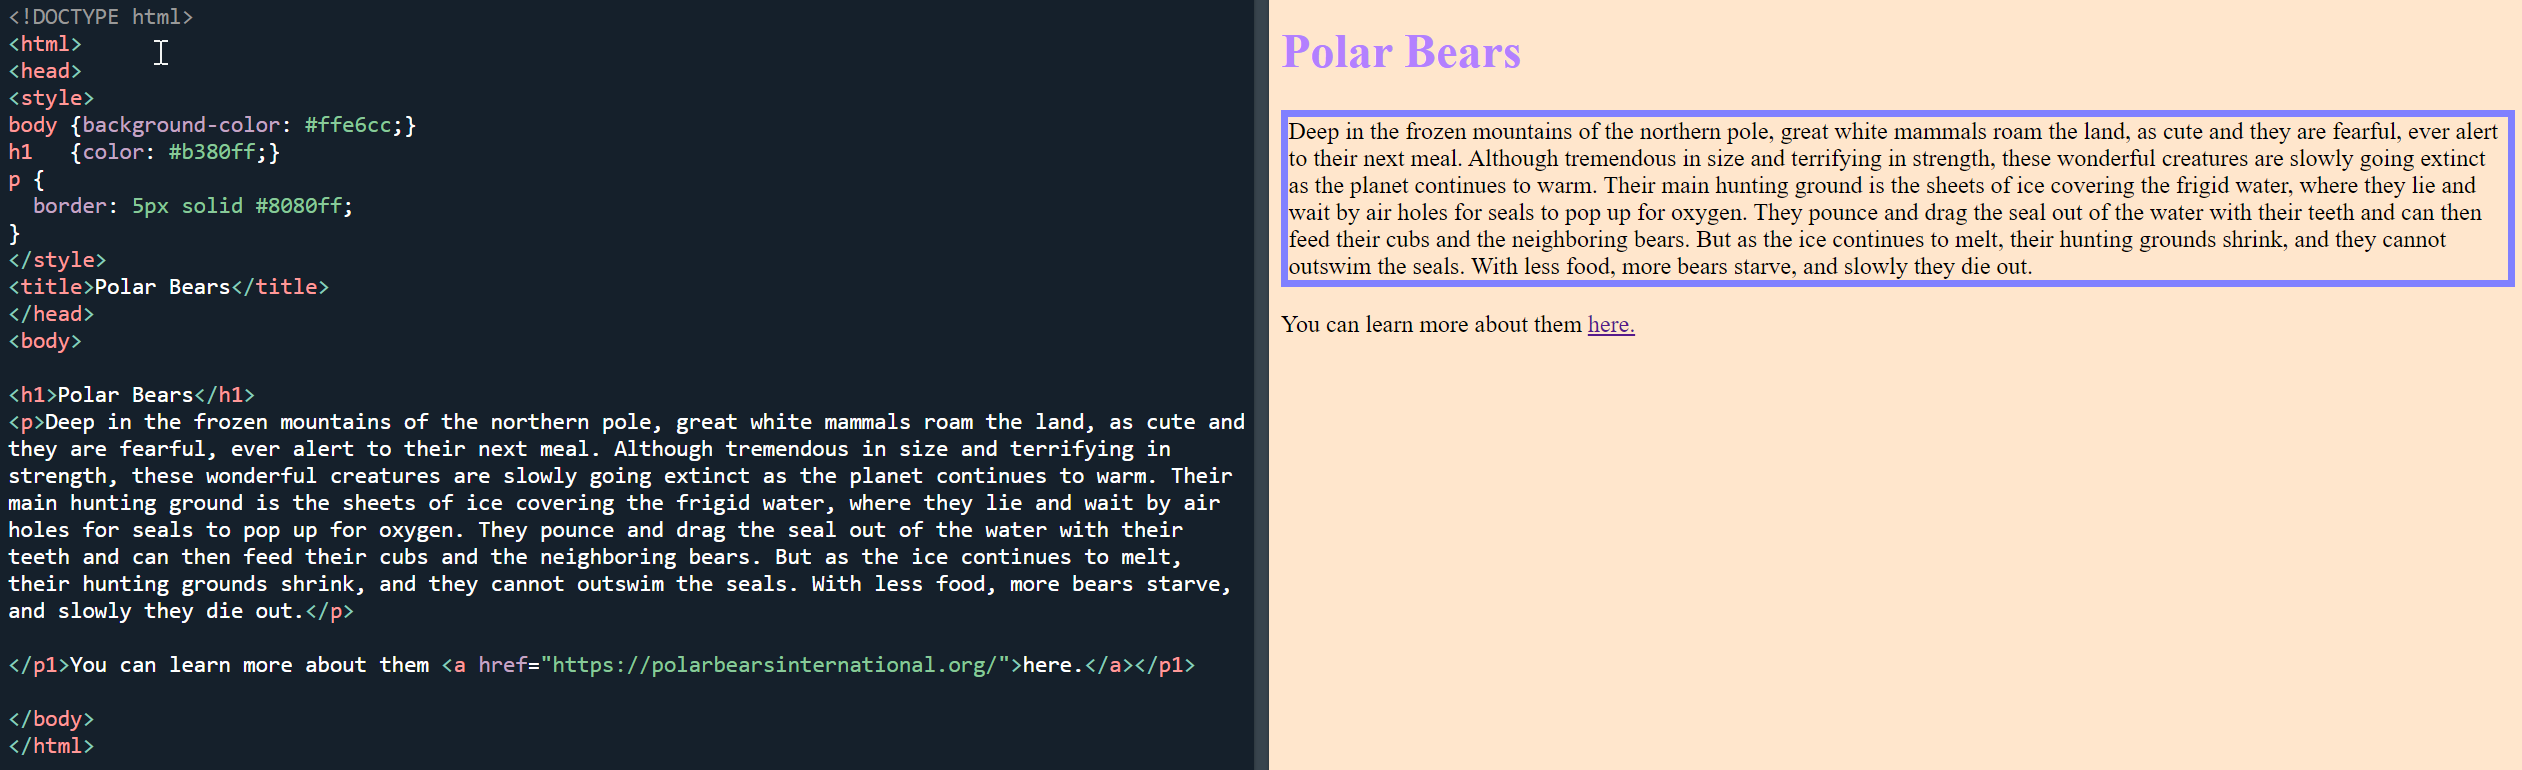 <!DOCTYPE html>
<html>
<head>
<style>
body {background-color: #ffe6cc;}
h1   {color: #b380ff;}
p {
  border: 5px solid #8080ff;
}
</style>
<title>Polar Bears</title>
</head>
<body>

<h1>Polar Bears</h1>
<p>Deep in the frozen mountains of the northern pole, great white mammals roam the land, as cute and
they are fearful, ever alert to their next meal. Although tremendous in size and terrifying in
strength, these wonderful creatures are slowly going extinct as the planet continues to warm. Their
main hunting ground is the sheets of ice covering the frigid water, where they lie and wait by air
holes for seals to pop up for oxygen. They pounce and drag the seal out of the water with their
teeth and can then feed their cubs and the neighboring bears. But as the ice continues to melt,
their hunting grounds shrink, and they cannot outswim the seals. With less food, more bears starve,
and slowly they die out.</p>

</p1>You can learn more about them <a href="https://polarbearsinternational.org/">here.</a></p1>

</body>
</html>
Polar Bears
Deep in the frozen mountains of the northern pole, great white mammals roam the land, as cute and they are fearful, ever alert
to their next meal. Although tremendous in size and terrifying in strength, these wonderful creatures are slowly going extinct
as the planet continues to warm. Their main hunting ground is the sheets of ice covering the frigid water, where they lie and
wait by air holes for seals to pop up for oxygen. They pounce and drag the seal out of the water with their teeth and can then
feed their cubs and the neighboring bears. But as the ice continues to melt, their hunting grounds shrink, and they cannot
outswim the seals. With less food, more bears starve, and slowly they die out.
You can learn more about them here.